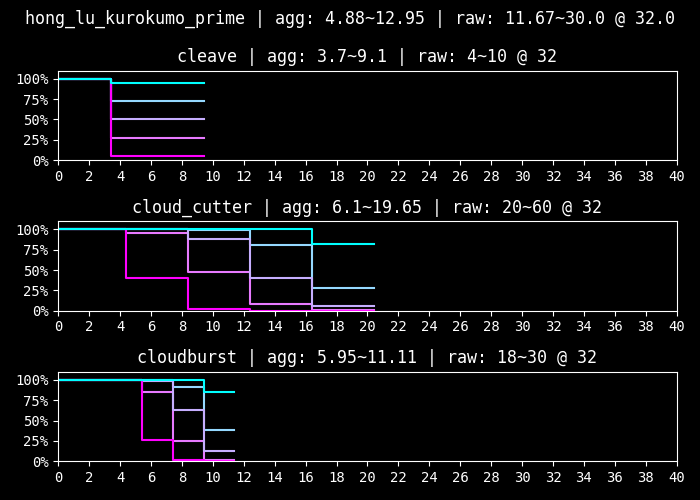 hong_lu_kurokumo_prime | agg: 4.88~12.95 | raw: 11.67~30.0 @ 32.0
cleave | agg: 3.7~9.1 | raw: 4~10 @ 32
100%
75%
50%
25%
0%
0 2 4 6 8 10 12 14 16 18 20 22 24 26 28 30 32 34 36 38 40
cloud_cutter | agg: 6.1~19.65 | raw: 20~60 @ 32
100%
75%
50%
25%
0%
0 2 4 6 8 10 12 14 16 18 20 22 24 26 28 30 32 34 36 38 40
cloudburst | agg: 5.95~11.11 | raw: 18~30 @ 32
100%
75%
50%
25%
0%
0 2 4 6 8 10 12 14 16 18 20 22 24 26 28 30 32 34 36 38 40